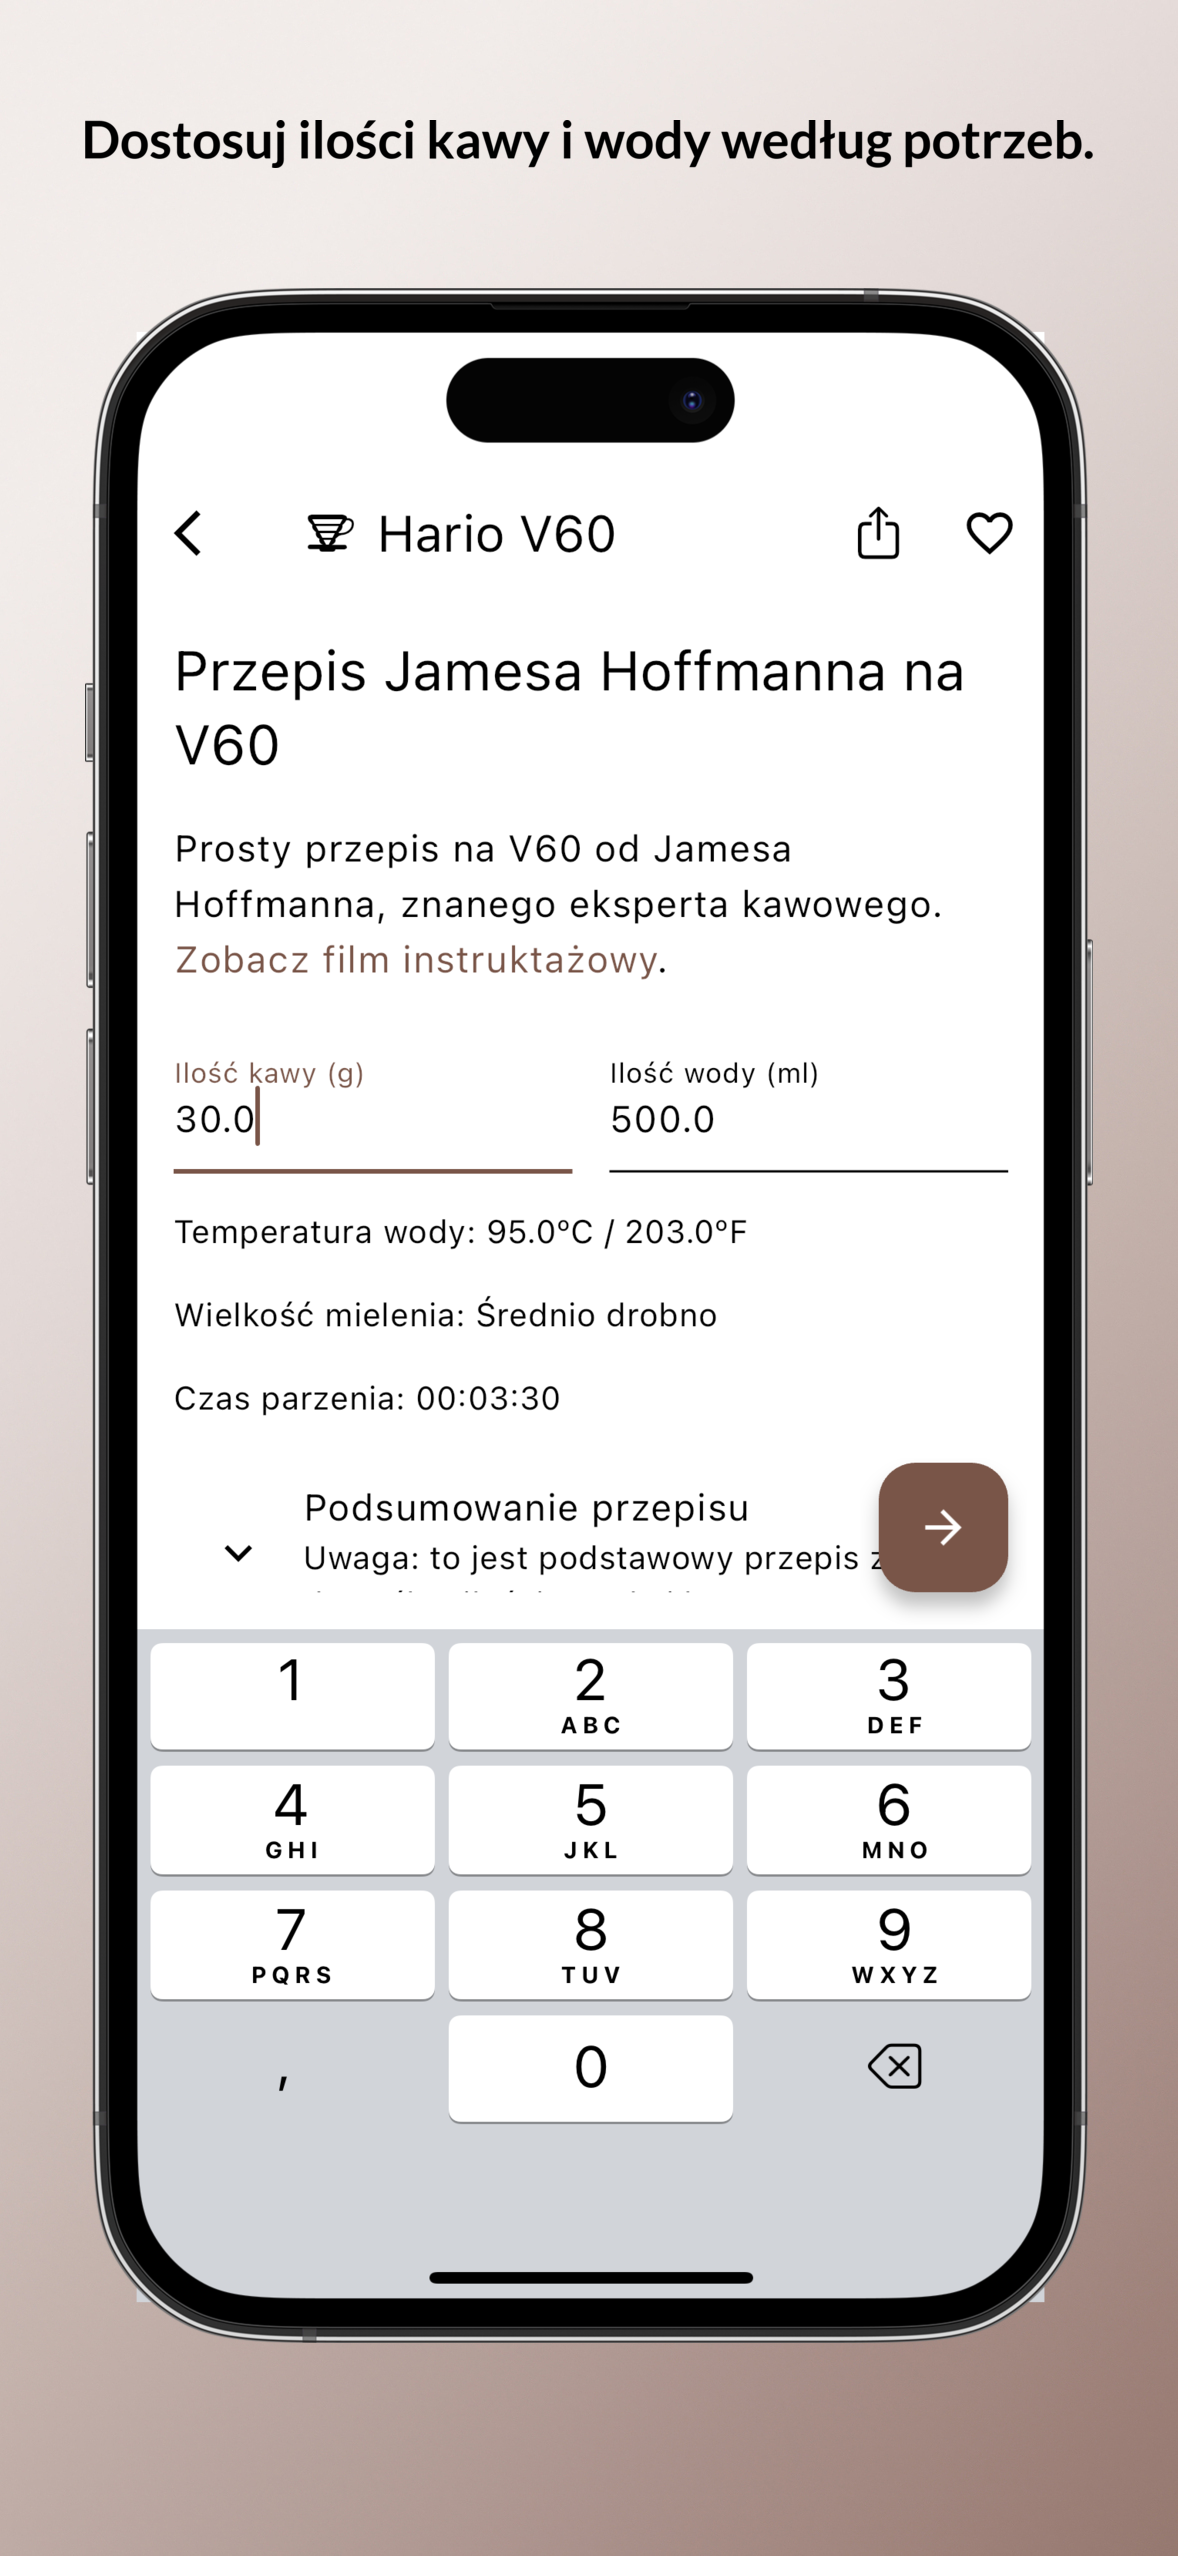 Dostosuj ilości kawy i wody według potrzeb.
Hario V60
Przepis Jamesa Hoffmanna na
V60
Prosty przepis na V60 od Jamesa
Hoffmanna, znanego eksperta kawowego.
Zobacz film instruktażowy.
Ilość kawy (g)
30.0
Ilość wody (ml)
500.0
Temperatura wody: 95.0ºC / 203.0ºF
Wielkość mielenia: Średnio drobno
Czas parzenia: 00:03:30
Podsumowanie przepisu
Uwaga: to jest podstawowy przepis z
1
2
ABC
3
DEF
4
GHI
5
JKL
6
MNO
7
PQRS
8
TUV
9
WXYZ
,
0